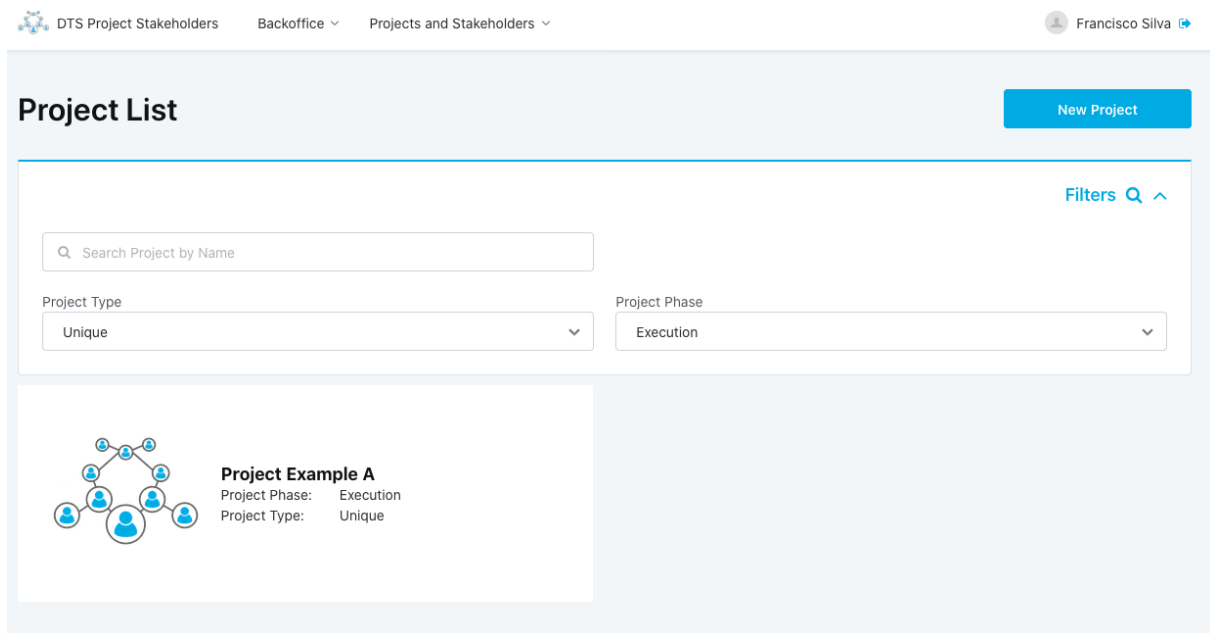 DTS Project Stakeholders Backoffice Projects and Stakeholders Francisco Silva
Project List
New Project
Filters
Search Project by Name
Project Type Project Phase
Unique Execution
Project Example A
Project Phase: Execution
Project Type: Unique